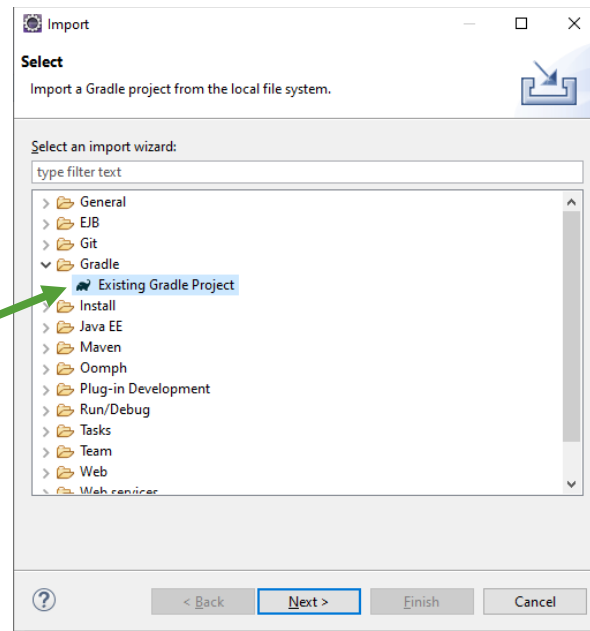 Import
Select
Import a Gradle project from the local file system.
Select an import wizard:
type filter text
General
EJB
Git
Gradle
Existing Gradle Project
Install
Java EE
Maven
Oomph
Plug-in Development
Run/Debug
Tasks
Team
Web
Web services
< Back Next > Finish Cancel